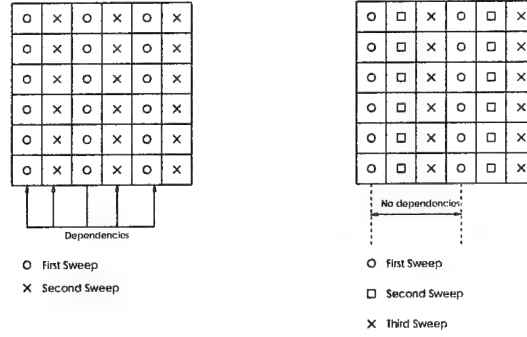 Dependencies
O First Sweep
X Second Sweep
No dependencies
O First Sweep
□ Second Sweep
X Third Sweep